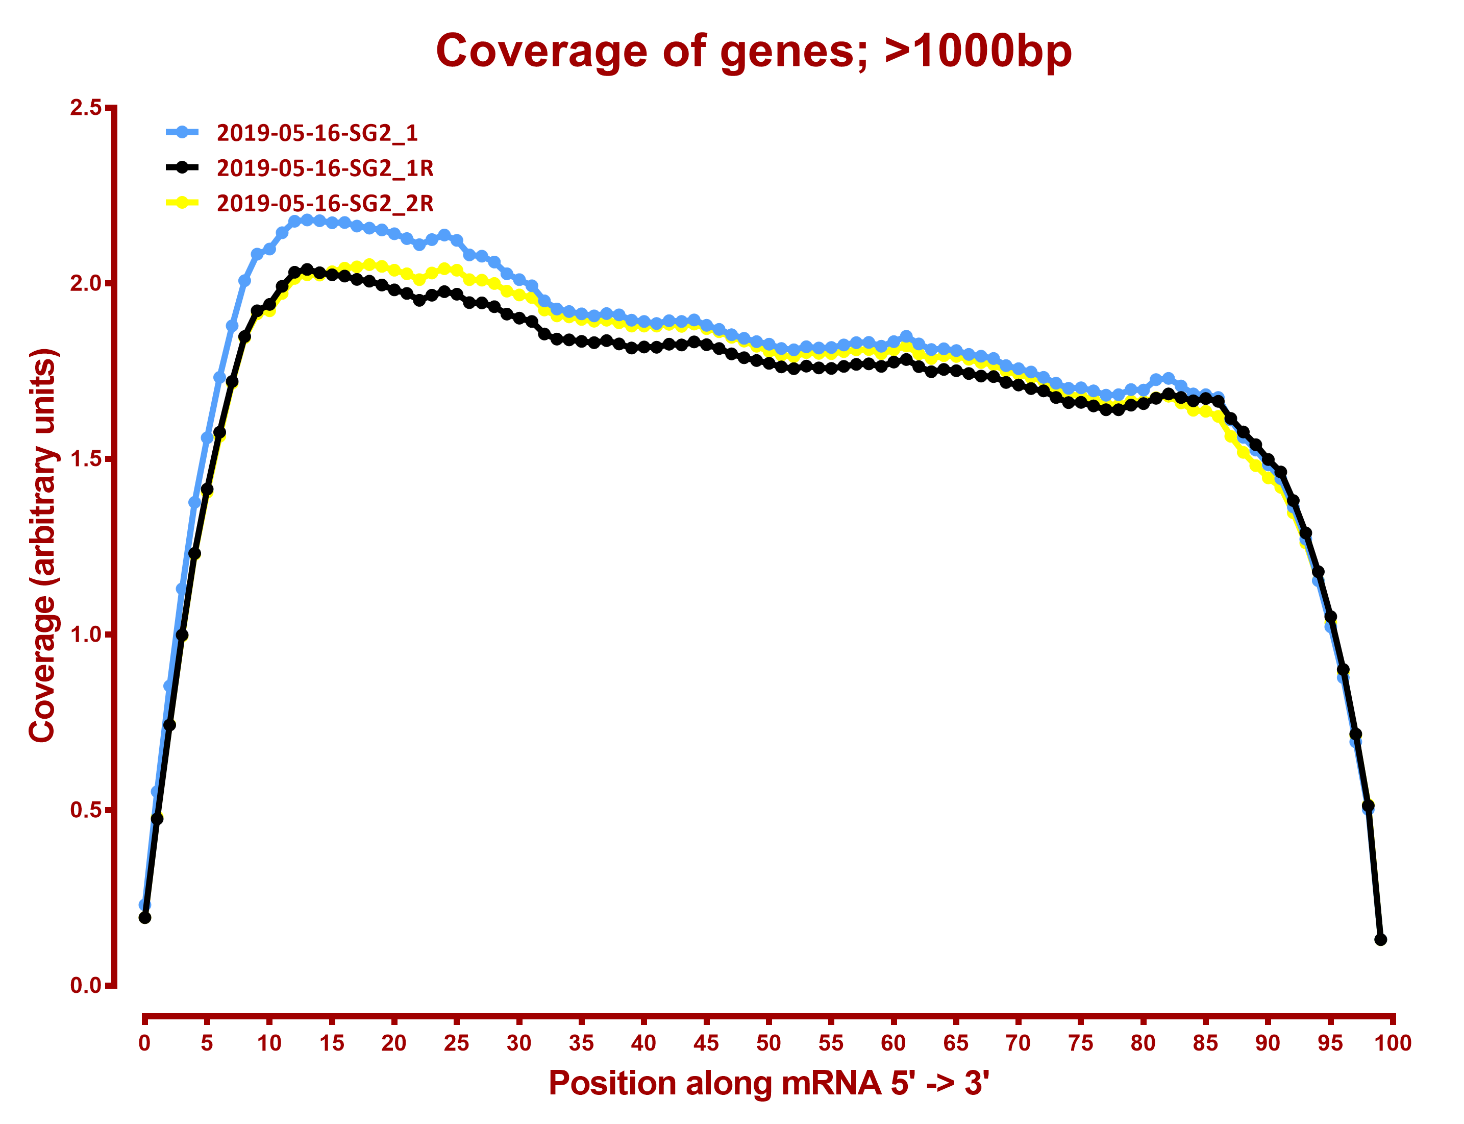 Coverage of genes; >1000bp
2.5
2019-05-16-SG2_1
2019-05-16-SG2_1R
2019-05-16-SG2_2R
2.0
1.5
1.0
0.5
0.0
Coverage (arbitrary units)
0 5 10 15 20 25 30 35 40 45 50 55 60 65 70 75 80 85 90 95 100
Position along mRNA 5' -> 3'